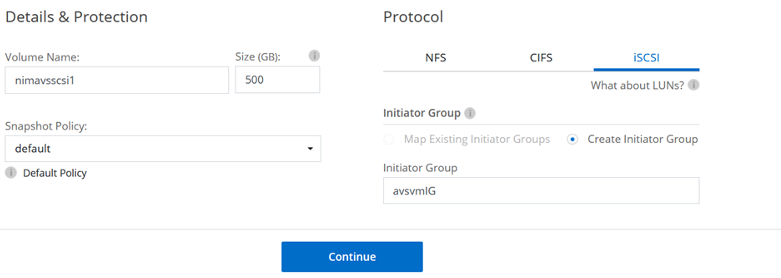 Details & Protection
Volume Name:
Size (GB):
nimavsscsi1
500
Snapshot Policy:
default
Default Policy
Protocol
NFS
CIFS
iSCSI
What about LUNs?
Initiator Group
Map Existing Initiator Groups
Create Initiator Group
Initiator Group
avsvmIG
Continue